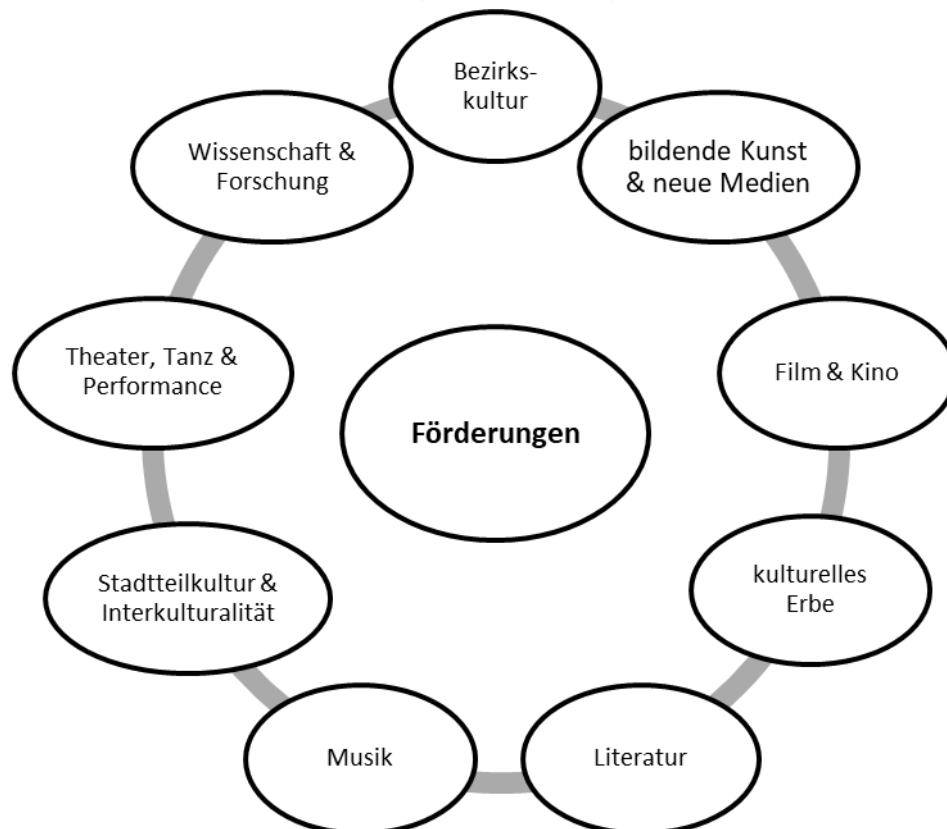 Bezirks-
kultur
bildende Kunst
& neue Medien
Film & Kino
kulturelles
Erbe
Literatur
Musik
Stadtteilkultur &
Interkulturalität
Theater, Tanz &
Performance
Wissenschaft &
Forschung
Förderungen